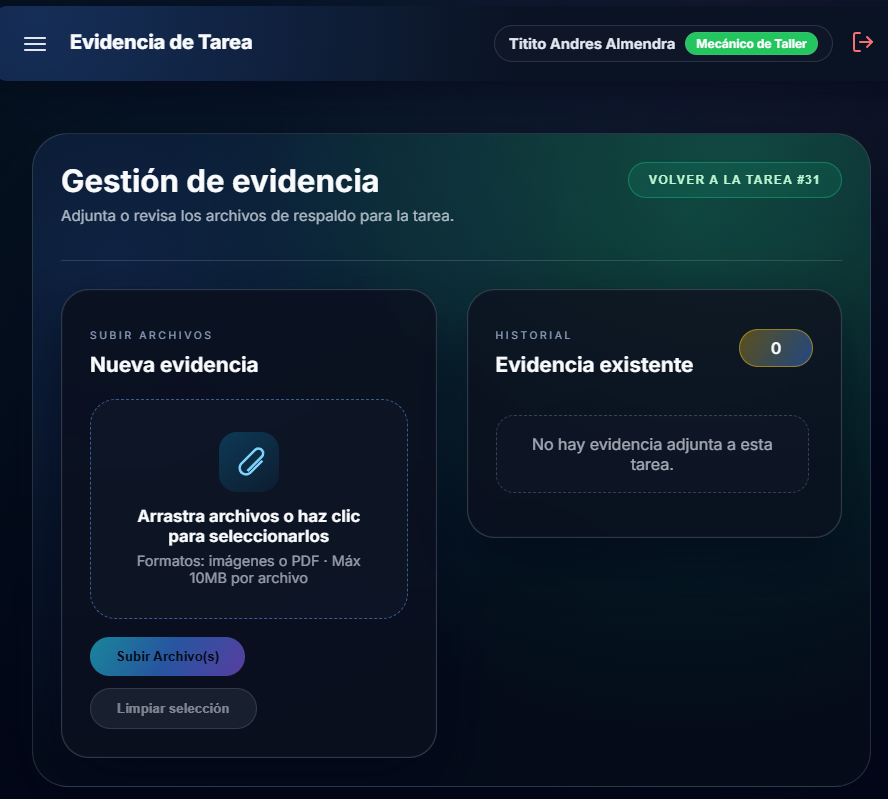 Evidencia de Tarea
Titito Andres Almendra
Mecánico de Taller
Gestión de evidencia
VOLVER A LA TAREA #31
Adjunta o revisa los archivos de respaldo para la tarea.
SUBIR ARCHIVOS
Nueva evidencia
Arrastra archivos o haz clic
para seleccionarlos
Formatos: imágenes o PDF · Máx
10MB por archivo
Subir Archivo(s)
Limpiar selección
HISTORIAL
Evidencia existente
0
No hay evidencia adjunta a esta
tarea.